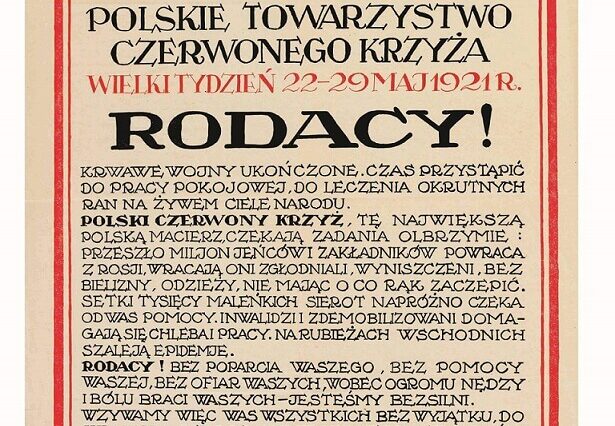 POLSKIE TOWARZYSTWO
CZERWONEGO KRZYŻA
WIELKI TYDZIEŃ 22–29 MAJ 1921 R.
RODACY!
KRWAWE, WOJNY UKOŃCZONE. CZAS PRZYSTĄPIĆ
DO PRACY POKOJOWEJ, DO LECZENIA OKRUTNYCH
RAN NA ŻYWEM CIELE NARODU.
POLSKI CZERWONY KRZYŻ, TĘ NAJWIĘKSZĄ
POLSKĄ MACIERZ, CZEKAJĄ ZADANIA OLBRZYMIE :
PRZESZŁO MILJON JEŃCÓW I ZAKŁADNIKÓW POWRACA
Z ROSJI, WRACAJĄ ONI ZGŁODNIALI, WYNISZCZENI, BEZ
BIELIZNY, ODZIEŻY, NIE MAJĄC O CO RĄK ZACZEPIĆ.
SETKI TYSIĘCY MALEŃKICH SIEROT NAPRÓŻNO CZEKA
OD WAS POMOCY. INWALIDZI I ZDEMOBILIZOWANI DOMA-
GAJĄ SIĘ CHLEBA I PRACY. NA RUBIEŻACH WSCHODNICH
SZALEJĄ EPIDEMJE.
RODACY! BEZ POPARCIA WASZEGO, BEZ POMOCY
WASZEJ, BEZ OFIAR WASZYCH, WOBEC OGROMU NĘDZY
I BÓLU BRACI WASZYCH – JESTEŚMY BEZSILNI.
WZYWAMY WIĘC WAS WSZYSTKICH BEZ WYJĄTKU, DO